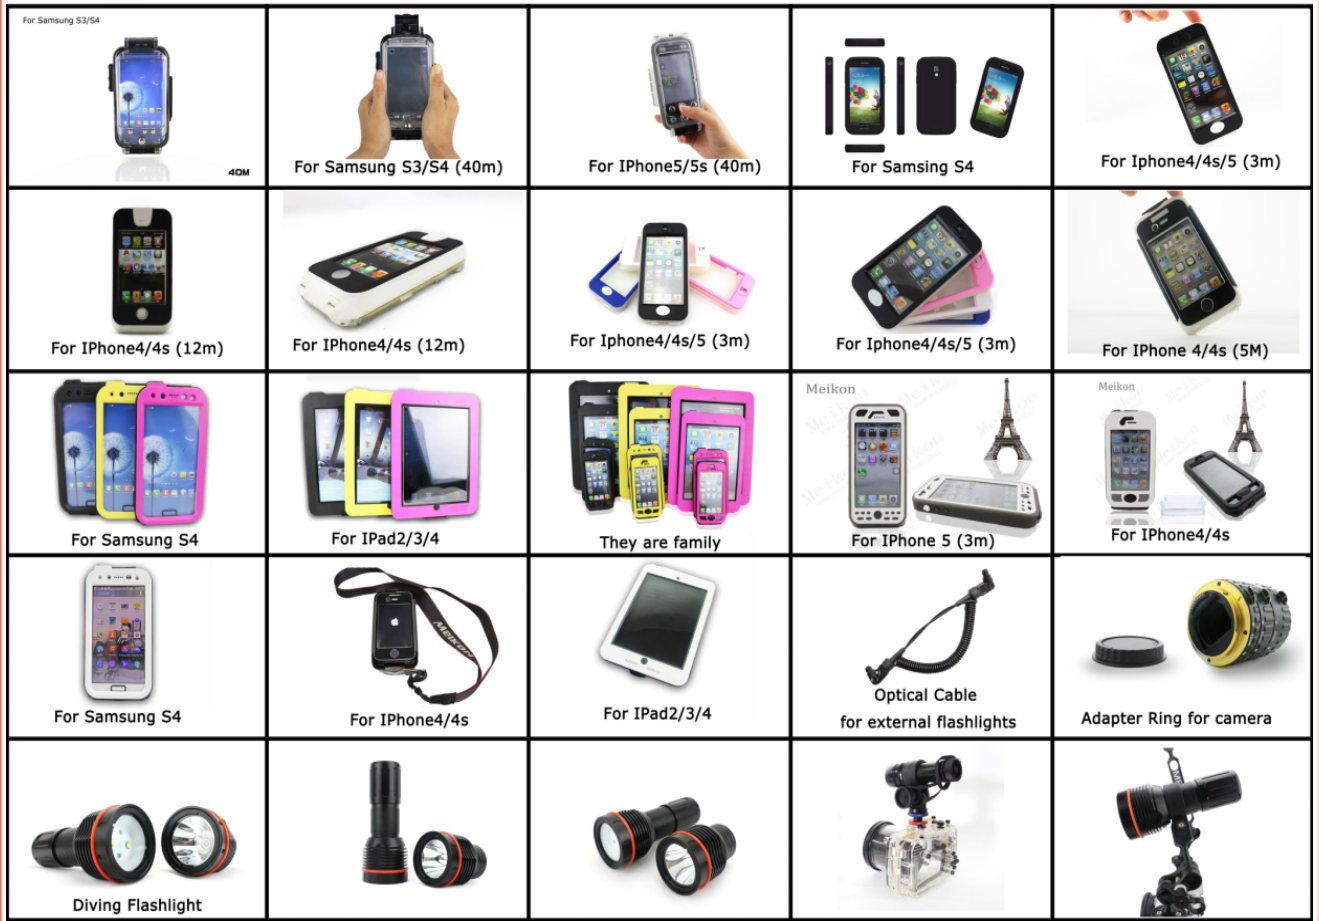 For Samsung S3/S4
40M
For Samsung S3/S4 (40m)
For IPhone5/5s (40m)
For Samsing S4
For Iphone4/4s/5 (3m)
For IPhone4/4s (12m)
For IPhone4/4s (12m)
For Iphone4/4s/5 (3m)
For Iphone4/4s/5 (3m)
For IPhone 4/4s (5M)
For Samsung S4
For IPad2/3/4
They are family
Meikon
Meikon
Meikon
Meikon
For IPhone 5 (3m)
Meikon
Meikon
For IPhone4/4s
For Samsung S4
MEIKON
For IPhone4/4s
For IPad2/3/4
Optical Cable
for external flashlights
Adapter Ring for camera
Diving Flashlight